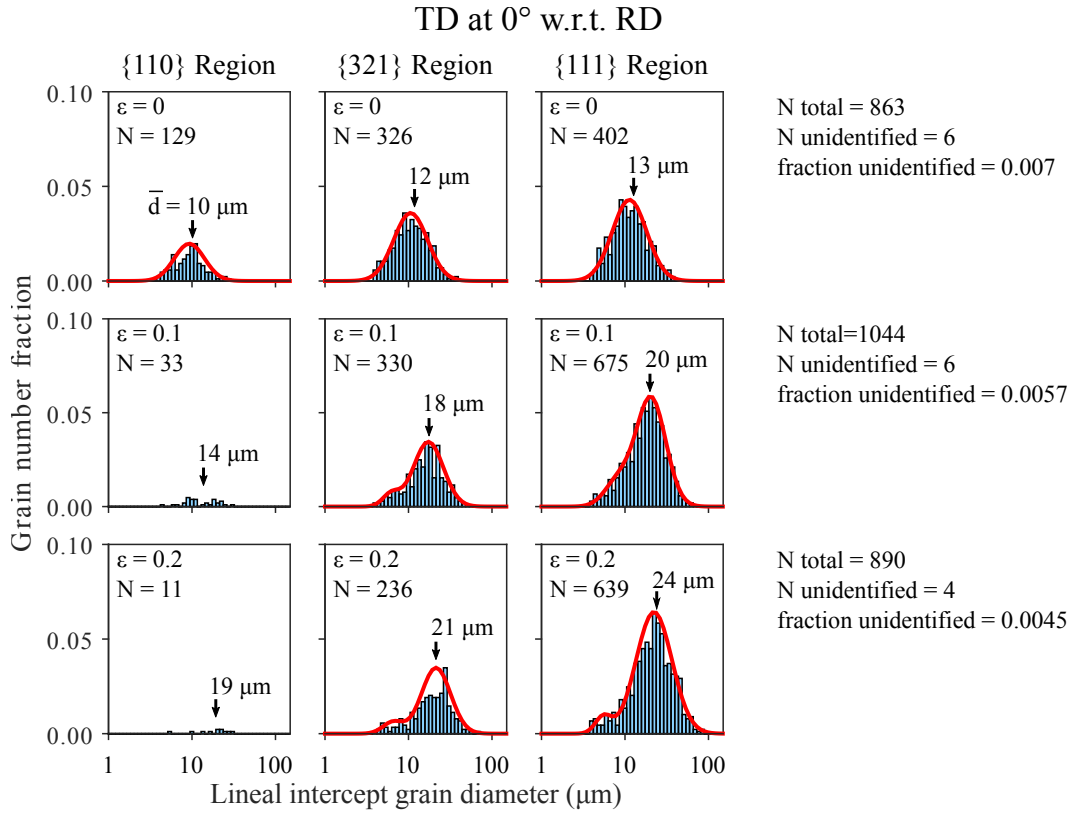 TD at 0° w.r.t. RD
{110} Region
{321} Region
{111} Region
Grain number fraction
0.10
0.05
0.00
ε = 0
N = 129
d̅ = 10 μm
ε = 0
N = 326
12 μm
ε = 0
N = 402
13 μm
N total = 863
N unidentified = 6
fraction unidentified = 0.007
0.10
0.05
0.00
ε = 0.1
N = 33
14 μm
ε = 0.1
N = 330
18 μm
ε = 0.1
N = 675
20 μm
N total=1044
N unidentified = 6
fraction unidentified = 0.0057
0.10
0.05
0.00
ε = 0.2
N = 11
19 μm
ε = 0.2
N = 236
21 μm
ε = 0.2
N = 639
24 μm
N total = 890
N unidentified = 4
fraction unidentified = 0.0045
1 10 100
1 10 100
1 10 100
Lineal intercept grain diameter (μm)